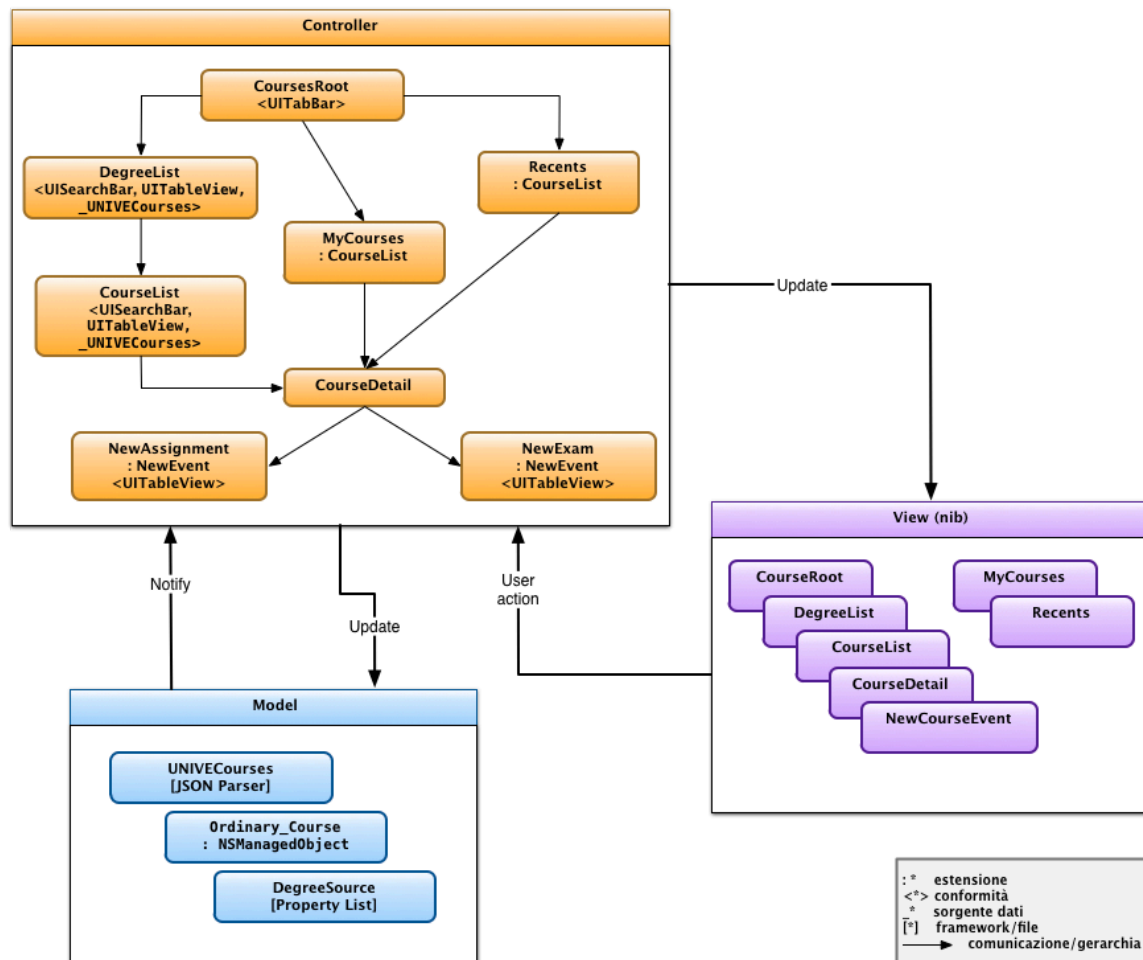 Controller
CoursesRoot
<UITabBar>
DegreeList
<UISearchBar, UITableView,
_UNIVECourses>
Recents
: CourseList
MyCourses
: CourseList
CourseList
<UISearchBar,
UITableView,
_UNIVECourses>
CourseDetail
NewAssignment
: NewEvent
<UITableView>
NewExam
: NewEvent
<UITableView>
Update
Notify
Update
User
action
View (nib)
CourseRoot
DegreeList
CourseList
CourseDetail
NewCourseEvent
MyCourses
Recents
Model
UNIVECourses
[JSON Parser]
Ordinary_Course
: NSManagedObject
DegreeSource
[Property List]
: * estensione
<*> conformità
_* sorgente dati
[*] framework/file
comunicazione/gerarchia